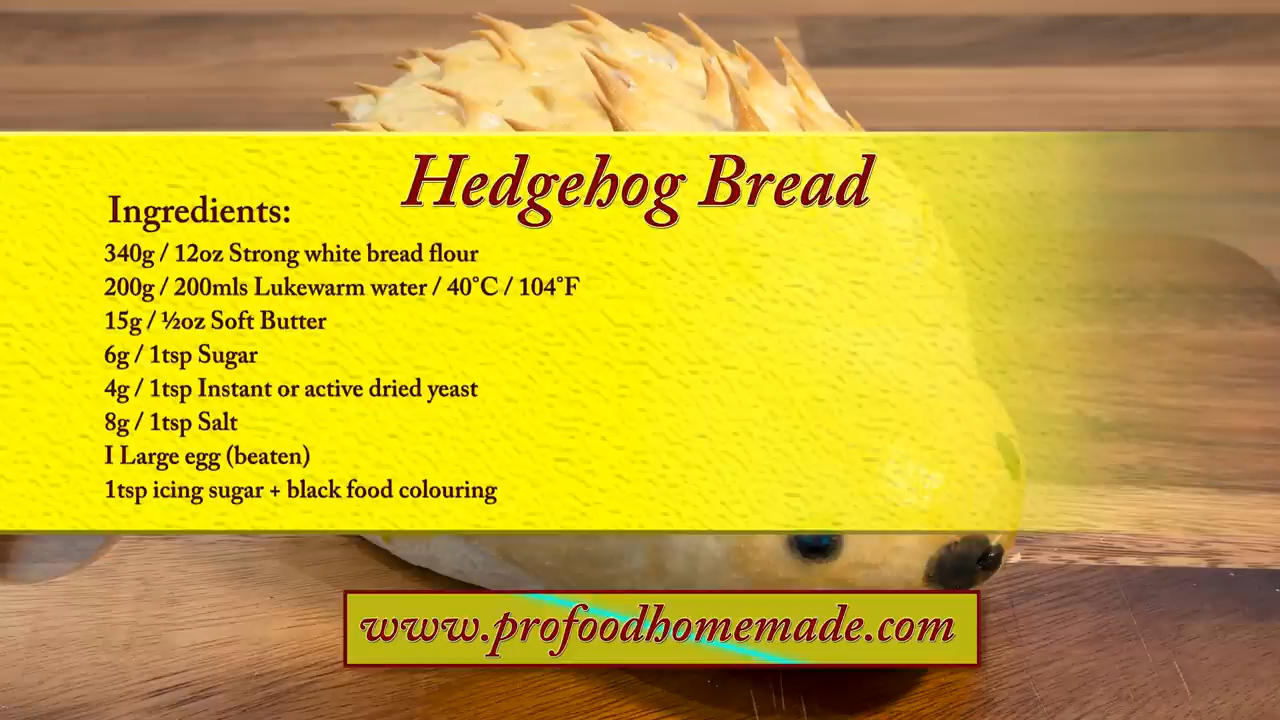 Hedgehog Bread
Ingredients:
340g / 12oz Strong white bread flour
200g / 200mls Lukewarm water / 40°C / 104°F
15g / ½oz Soft Butter
6g / 1tsp Sugar
4g / 1tsp Instant or active dried yeast
8g / 1tsp Salt
I Large egg (beaten)
1tsp icing sugar + black food colouring
www.profoodhomemade.com